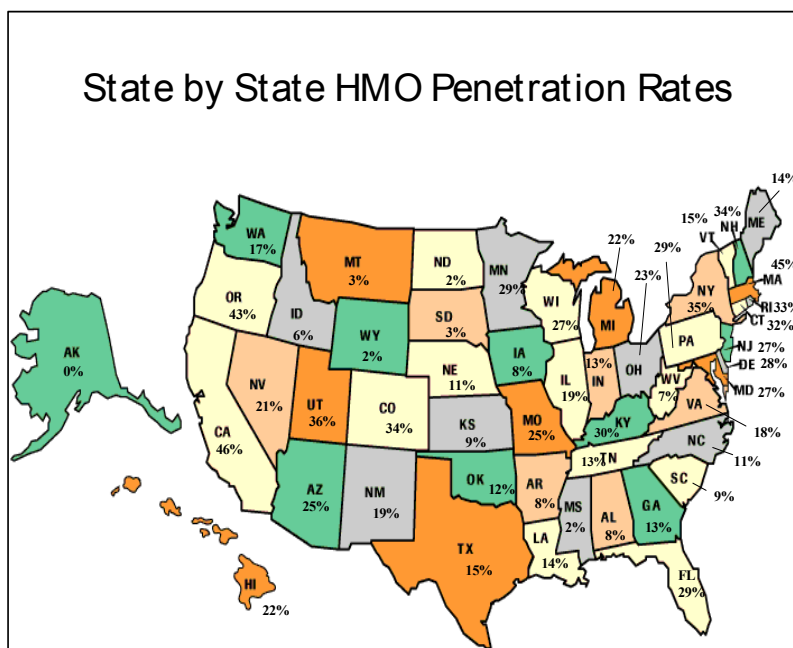 State by State HMO Penetration Rates
14%
ME
34%
NH
15%
VT
WA
17%
MT
3%
ND
2%
MN
29%
22%
29%
23%
45%
MA
OR
43%
ID
6%
WI
27%
NY
35%
RI 33%
CT
32%
SD
3%
MI
WY
2%
PA
NJ 27%
DE
28%
AK
0%
IA
8%
NE
11%
13%
IN
OH
MD 27%
NV
21%
UT
36%
CO
34%
IL
19%
WV
7%
VA
18%
KS
9%
MO
25%
KY
30%
CA
46%
NC
11%
13%
TN
AZ
25%
NM
19%
OK
12%
AR
8%
SC
9%
MS
2%
AL
8%
GA
13%
TX
15%
LA
14%
HI
22%
FL
29%